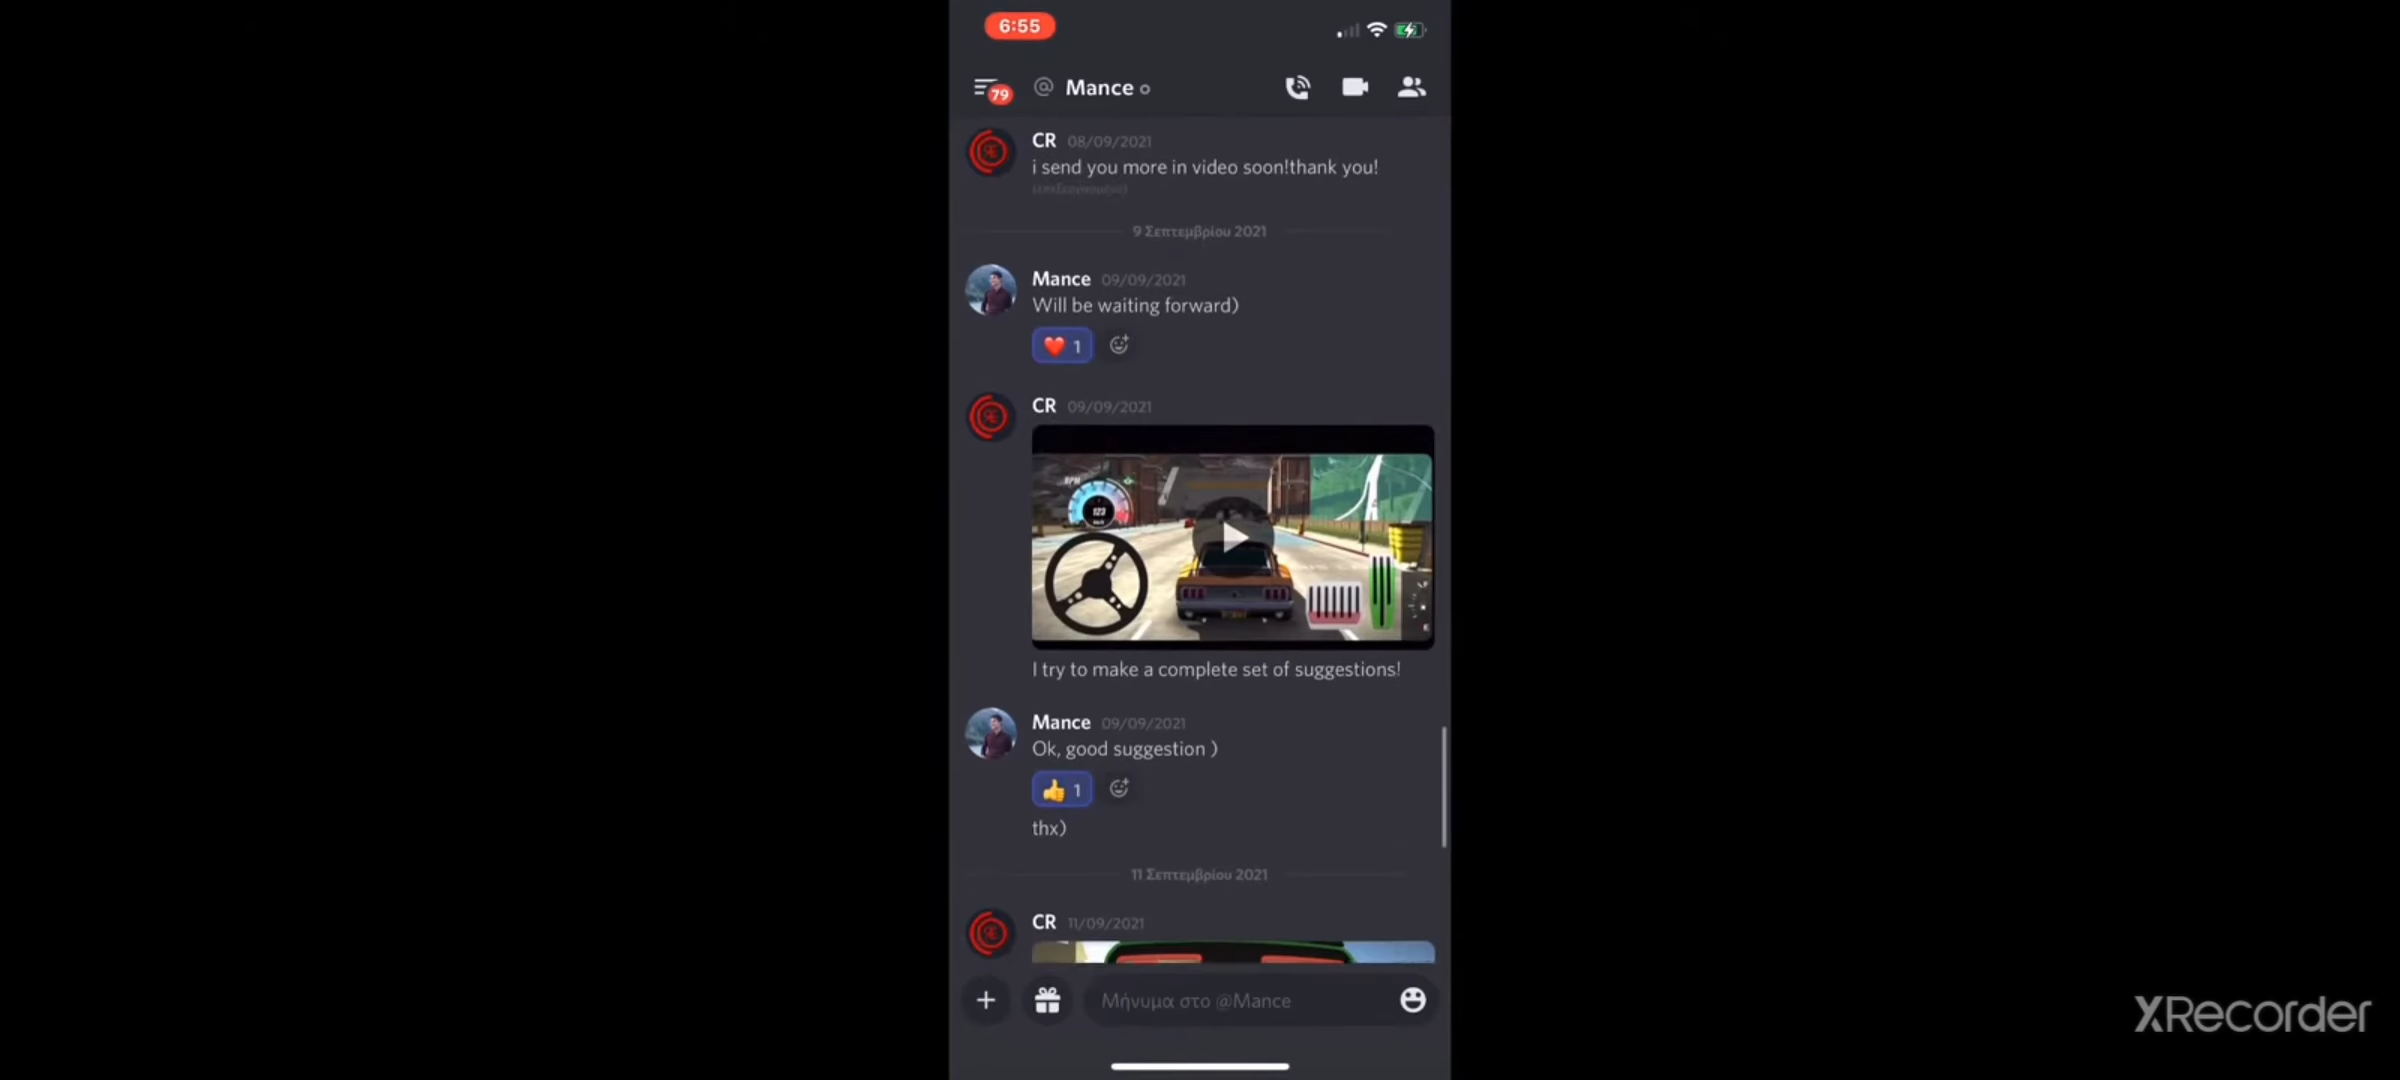 6:55
79
@ Mance
CR 08/09/2021
i send you more in video soon!thank you!
(επεξεργασμένο)
9 Σεπτεμβρίου 2021
Mance 09/09/2021
Will be waiting forward)
❤️ 1
CR 09/09/2021
RPM
123
I try to make a complete set of suggestions!
Mance 09/09/2021
Ok, good suggestion )
👍 1
thx)
11 Σεπτεμβρίου 2021
CR 11/09/2021
Μήνυμα στο @Mance
XRecorder